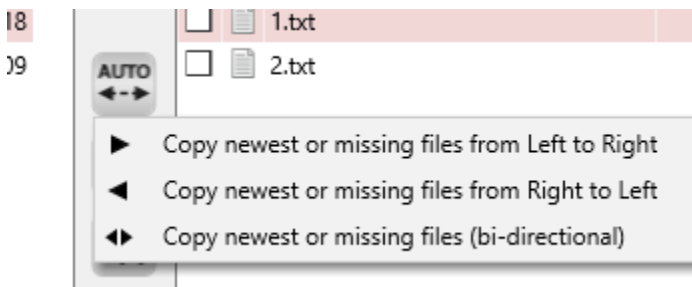 18
1.txt
09
2.txt
AUTO
Copy newest or missing files from Left to Right
Copy newest or missing files from Right to Left
Copy newest or missing files (bi-directional)